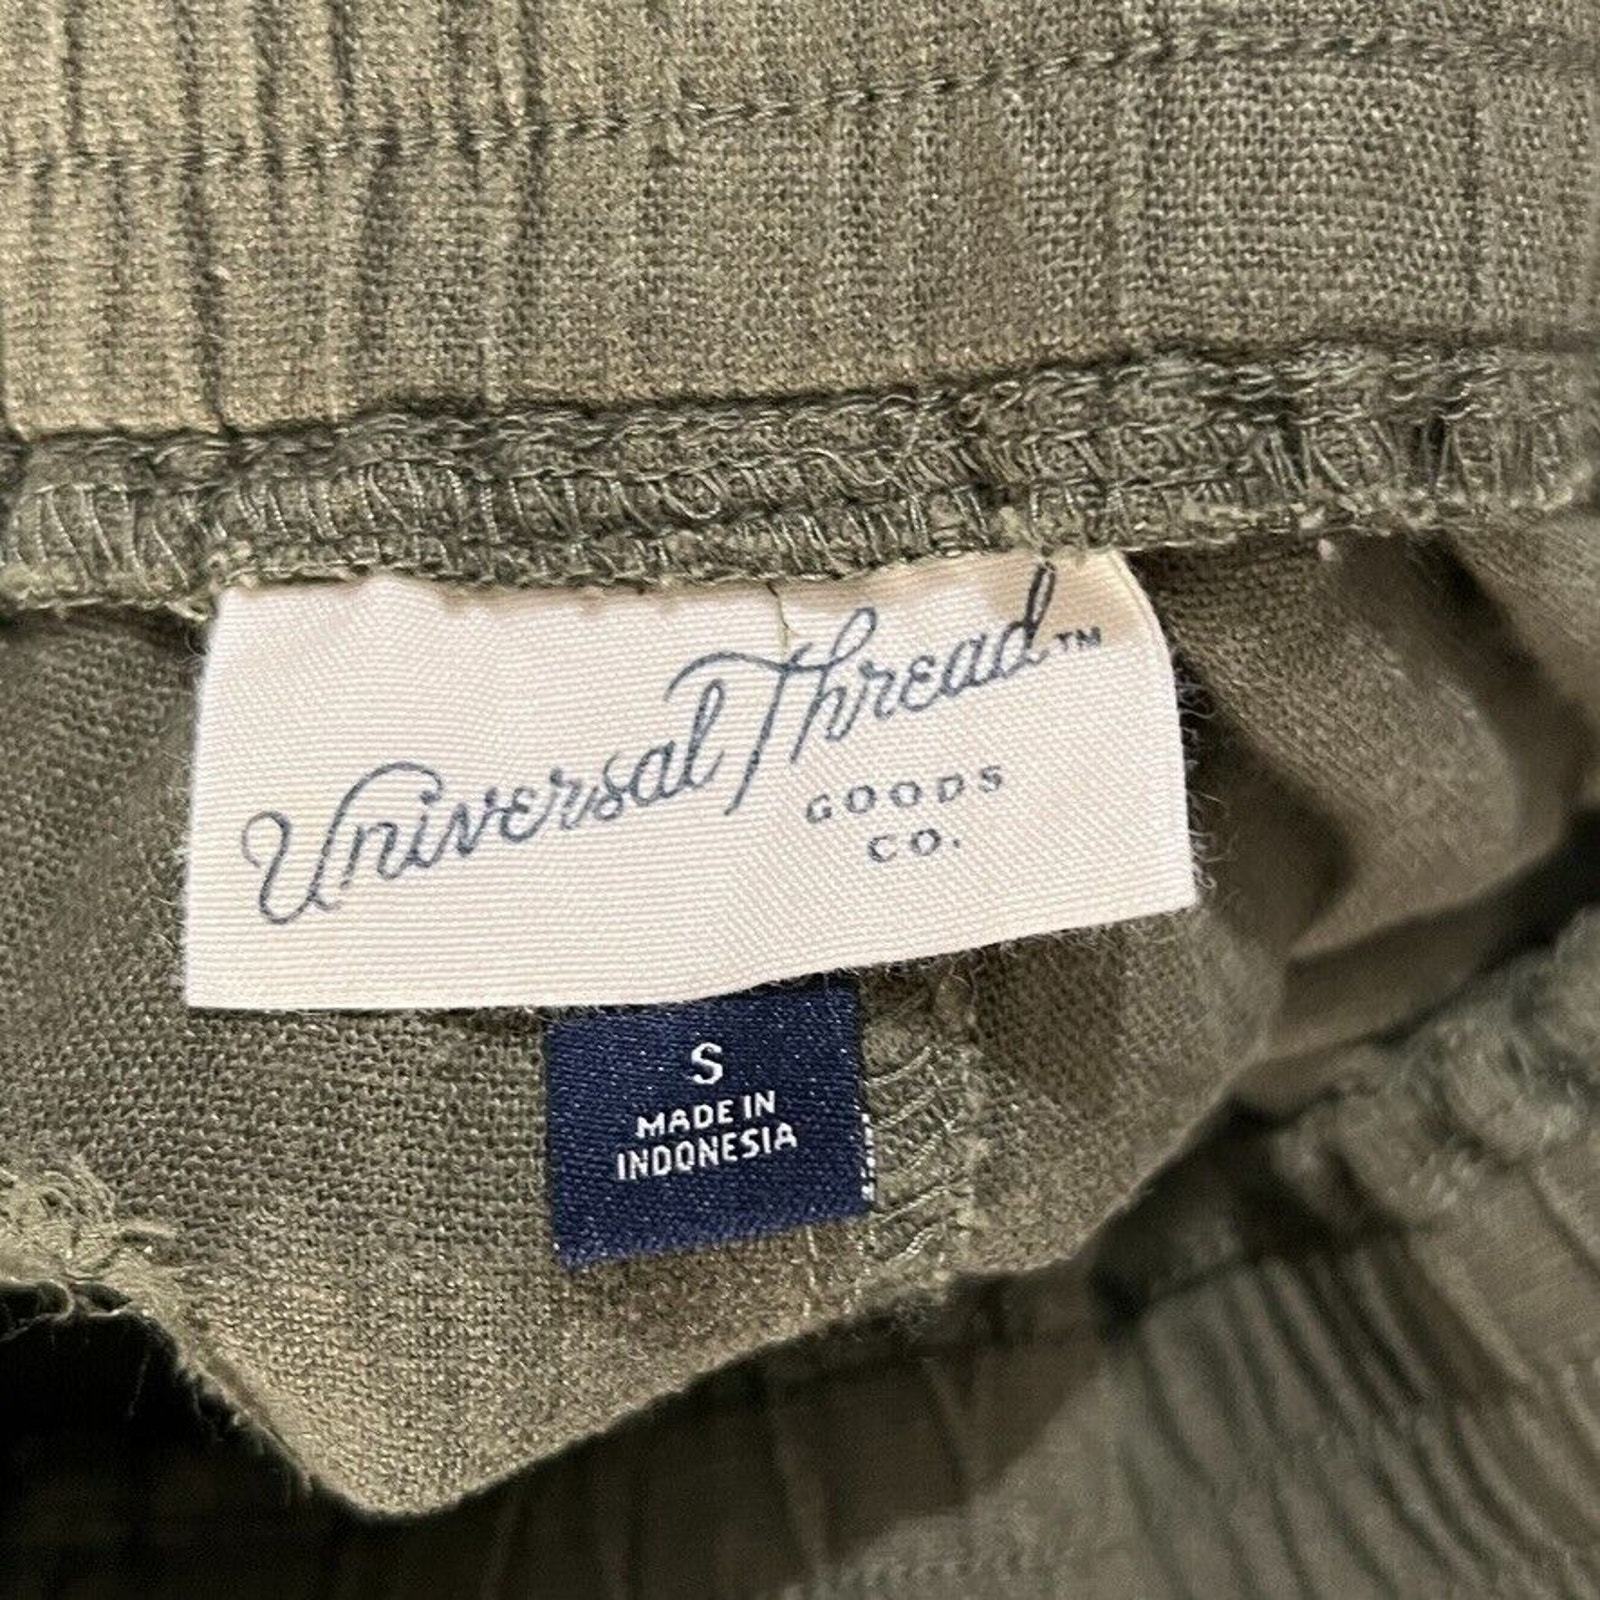 Universal Thread™
GOODS
CO.
S
MADE IN
INDONESIA